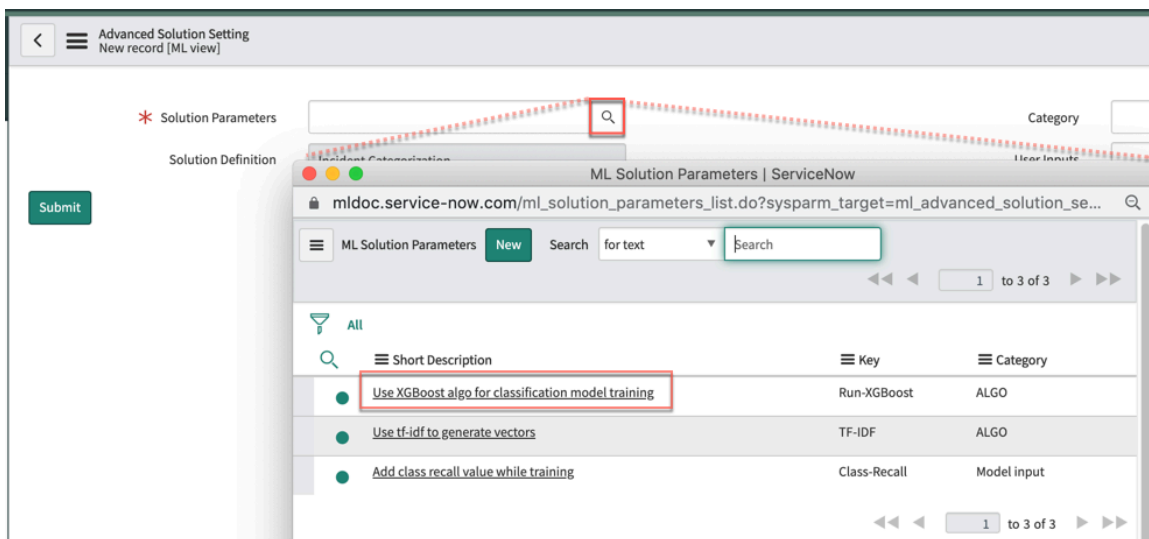 Advanced Solution Setting
New record [ML view]
Solution Parameters
Category
Solution Definition
Incident Categorization
User Inputs
Submit
ML Solution Parameters | ServiceNow
mldoc.service-now.com/ml_solution_parameters_list.do?sysparm_target=ml_advanced_solution_se...
ML Solution Parameters New Search for text Search
1 to 3 of 3
All
Short Description Key Category
Use XGBoost algo for classification model training Run-XGBoost ALGO
Use tf-idf to generate vectors TF-IDF ALGO
Add class recall value while training Class-Recall Model input
1 to 3 of 3